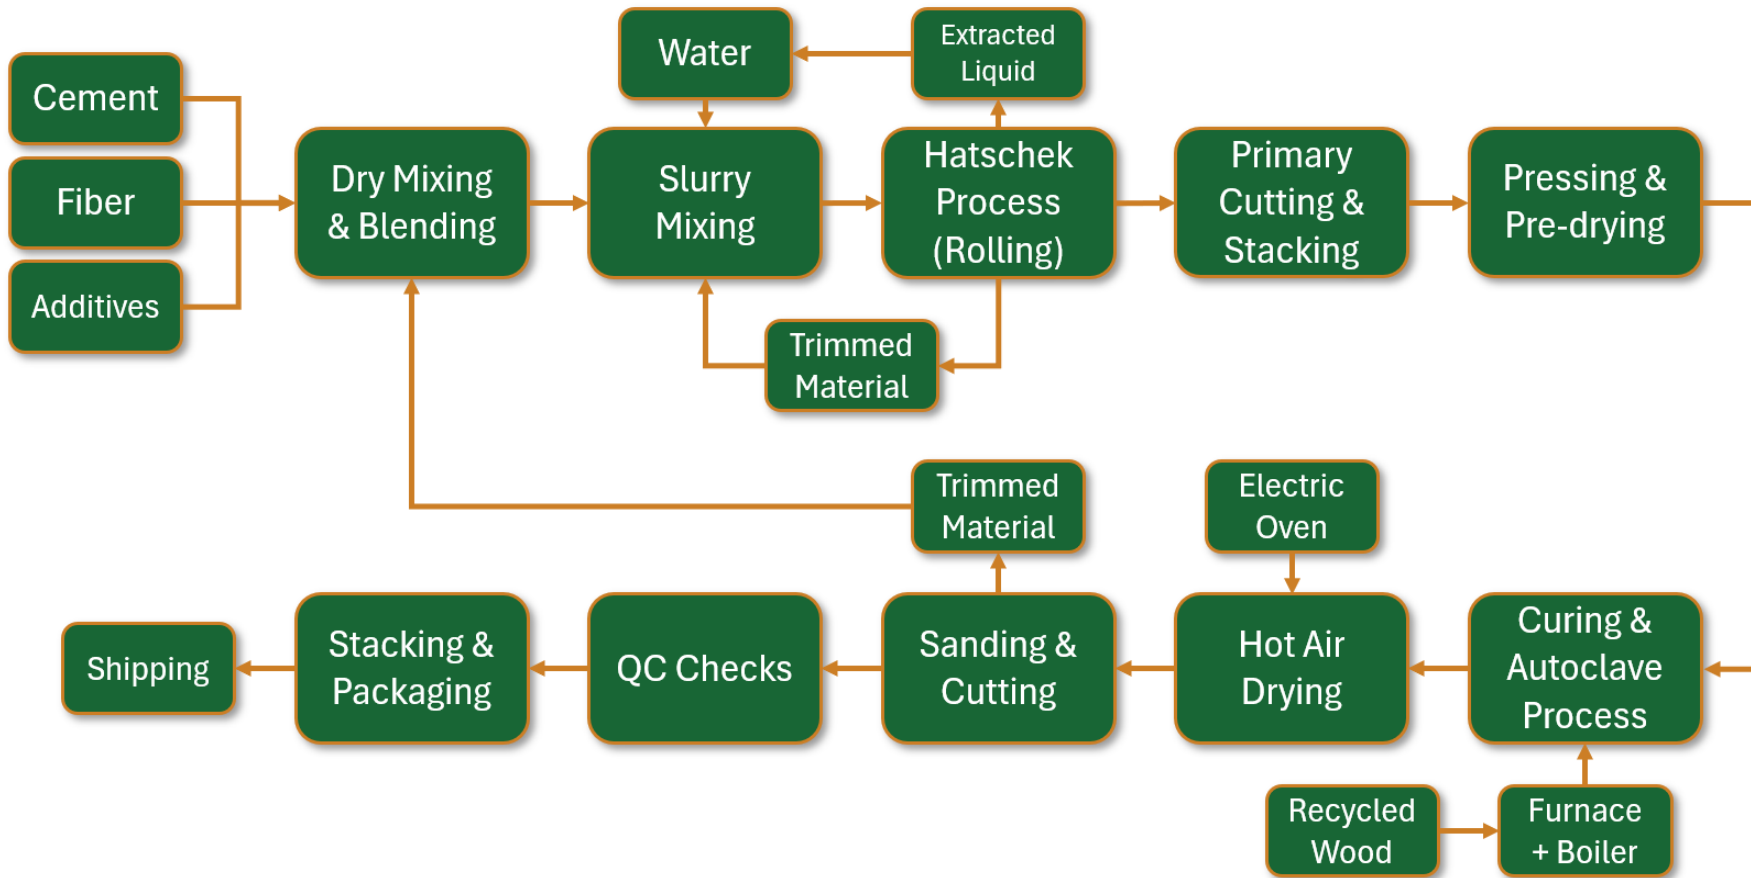 Cement
Fiber
Additives
Dry Mixing
& Blending
Water
Slurry
Mixing
Extracted
Liquid
Hatschek
Process
(Rolling)
Trimmed
Material
Primary
Cutting &
Stacking
Pressing &
Pre-drying
Curing &
Autoclave
Process
Recycled
Wood
Furnace
+ Boiler
Electric
Oven
Hot Air
Drying
Sanding &
Cutting
Trimmed
Material
QC Checks
Stacking &
Packaging
Shipping